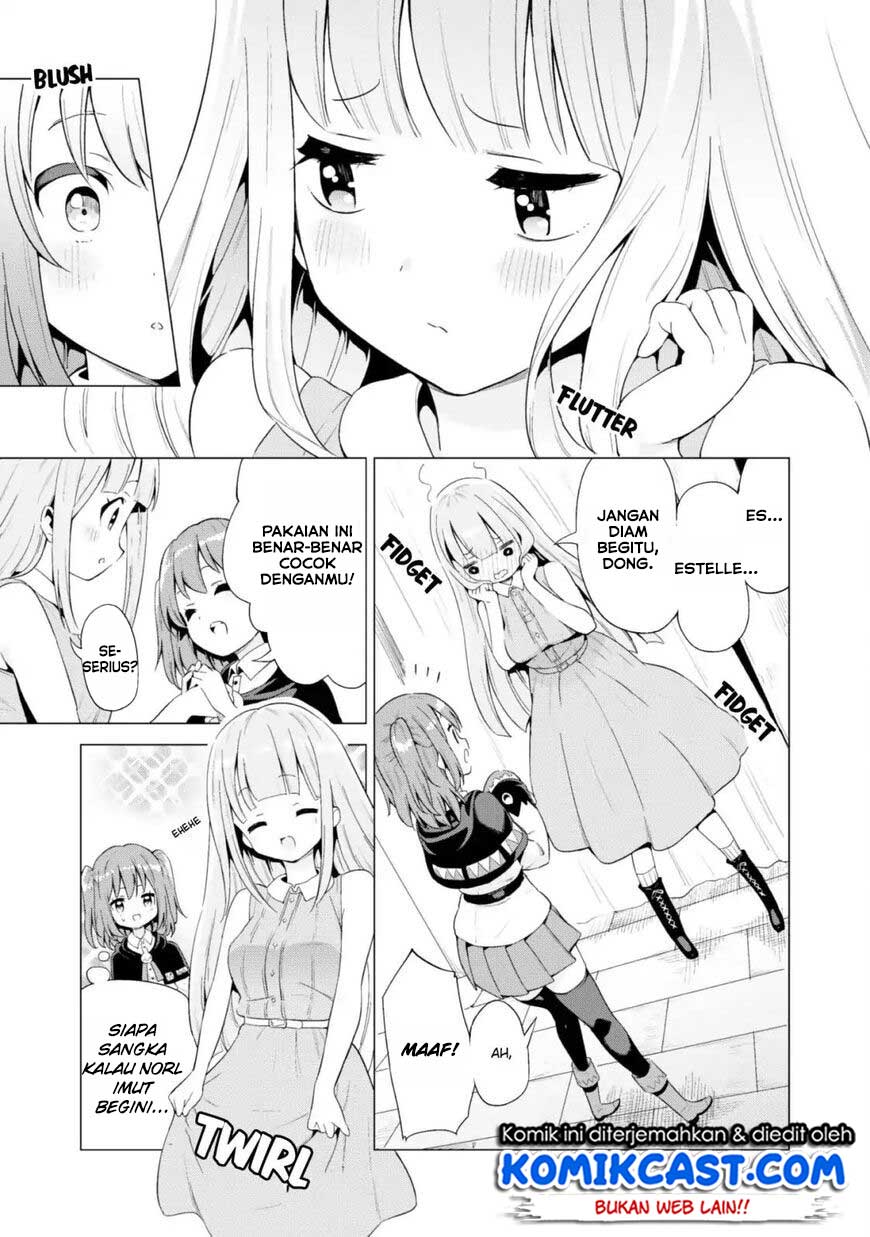 BLUSH
FLUTTER
ES...
ESTELLE...
JANGAN
DIAM
BEGITU,
DONG.
FIDGET
FIDGET
AH,
MAAF!
PAKAIAN INI
BENAR-BENAR
COCOK
DENGANMU!
SE-
SERIUS?
EHEHE
SIAPA
SANGKA
KALAU NORL
IMUT
BEGINI...
TWIRL
Komik ini diterjemahkan & diedit oleh
KOMIKCAST.COM
BUKAN WEB LAIN!!